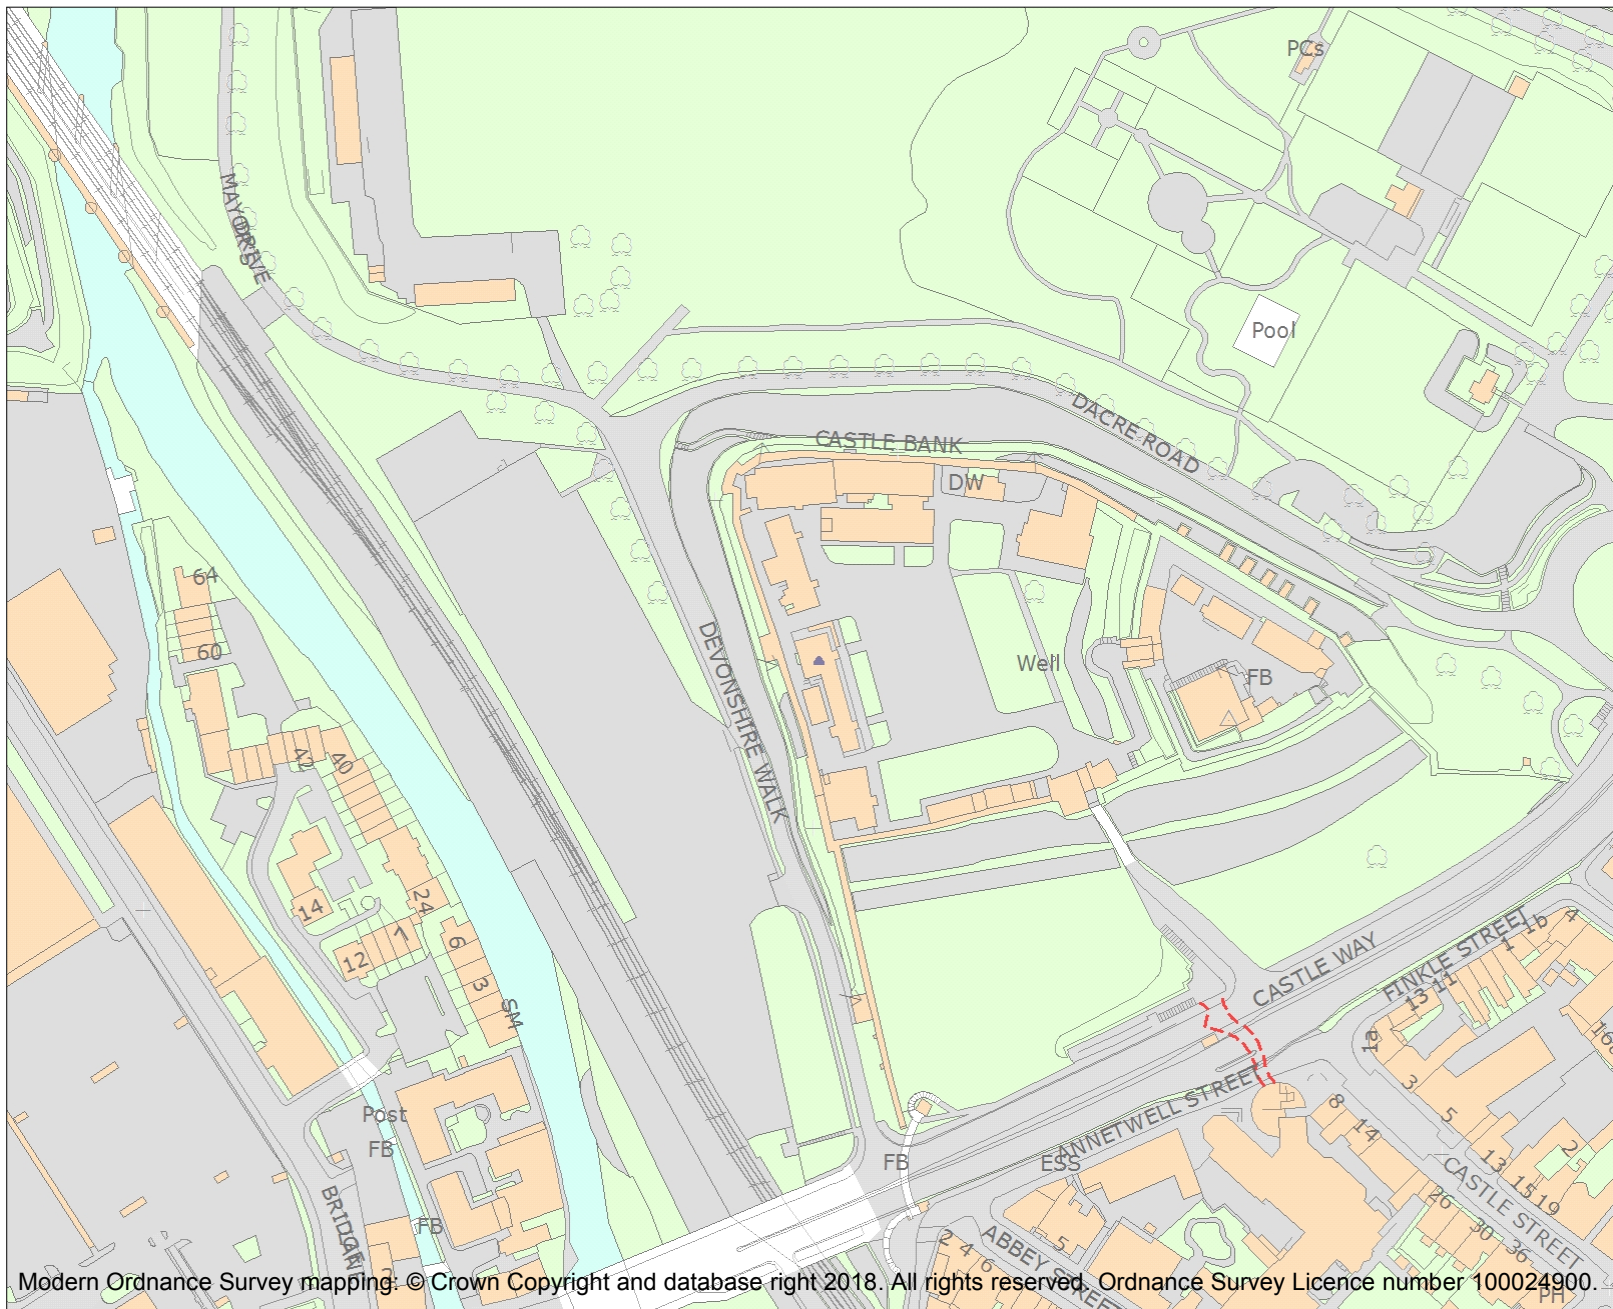 PCs
MAYOR'S
DRIVE
Pool
DACRE ROAD
CASTLE BANK
DW
64
60
Well
FB
DEVONSHIRE WALK
42
40
24
14
7
12
6
3
SM
4
1b
1
FINKLE STREET
11
13
CASTLE WAY
1a
3
5
8
14
ANNETWELL STREET
ESS
FB
Post
FB
FB
13
15
19
2
CASTLE STREET
26
30
36
ABBEY STREET
5
2
4
6
PH
Modern Ordnance Survey mapping: © Crown Copyright and database right 2018. All rights reserved. Ordnance Survey Licence number 100024900.